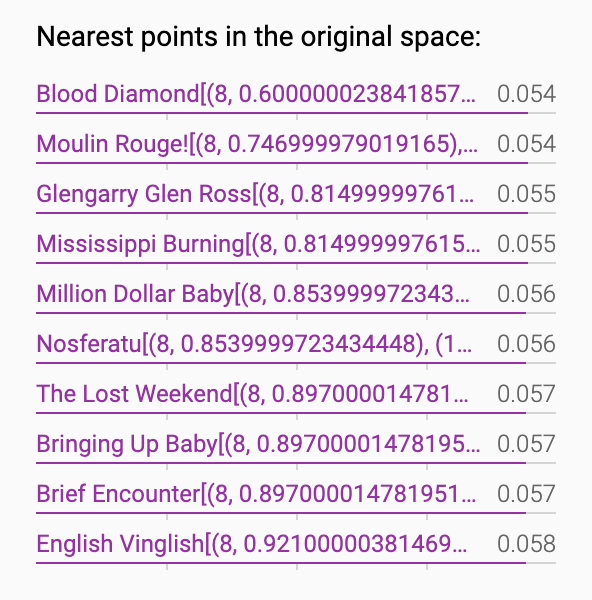 Nearest points in the original space:
Blood Diamond[(8, 0.600000023841857... 0.054
Moulin Rouge![(8, 0.746999979019165),... 0.054
Glengarry Glen Ross[(8, 0.81499999761... 0.055
Mississippi Burning[(8, 0.814999997615... 0.055
Million Dollar Baby[(8, 0.853999972343... 0.056
Nosferatu[(8, 0.8539999723434448), (1... 0.056
The Lost Weekend[(8, 0.897000014781... 0.057
Bringing Up Baby[(8, 0.89700001478195... 0.057
Brief Encounter[(8, 0.897000014781951... 0.057
English Vinglish[(8, 0.92100000381469... 0.058